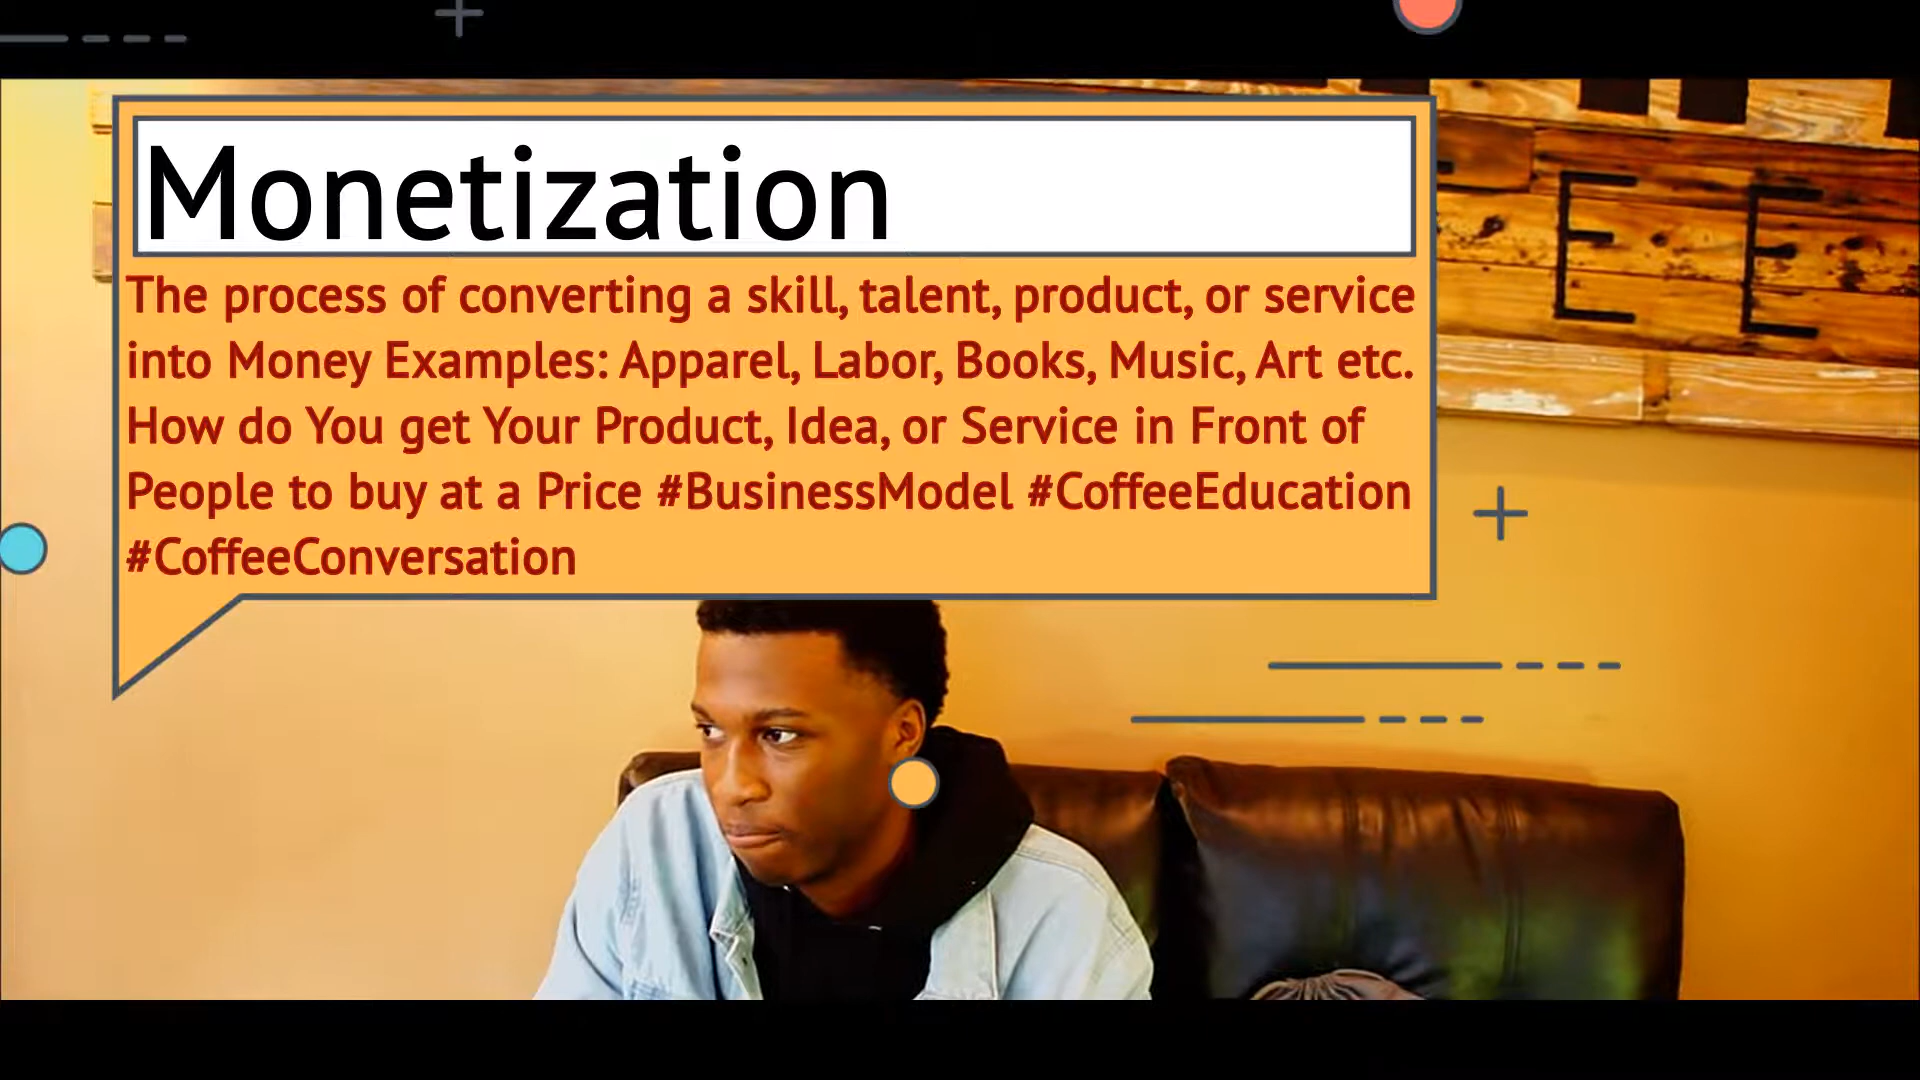 Monetization
The process of converting a skill, talent, product, or service
into Money Examples: Apparel, Labor, Books, Music, Art etc.
How do You get Your Product, Idea, or Service in Front of
People to buy at a Price #BusinessModel #CoffeeEducation
#CoffeeConversation
EE